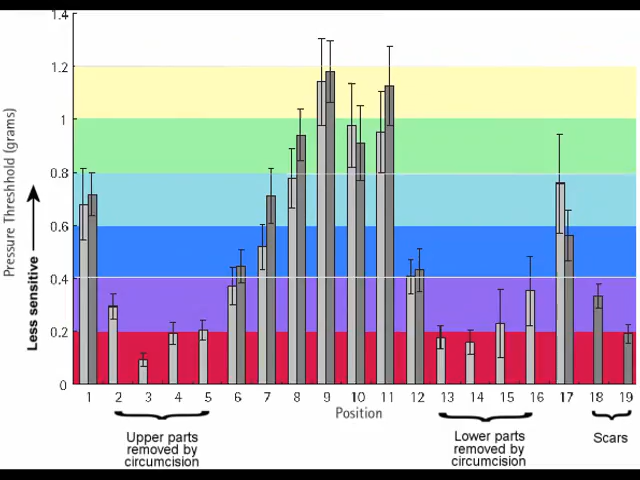 1.4
1.2
1
0.8
0.6
0.4
0.2
0
Pressure Threshhold (grams)
Less sensitive
1 2 3 4 5 6 7 8 9 10 11 12 13 14 15 16 17 18 19
Position
Upper parts
removed by
circumcision
Lower parts
removed by
circumcision
Scars